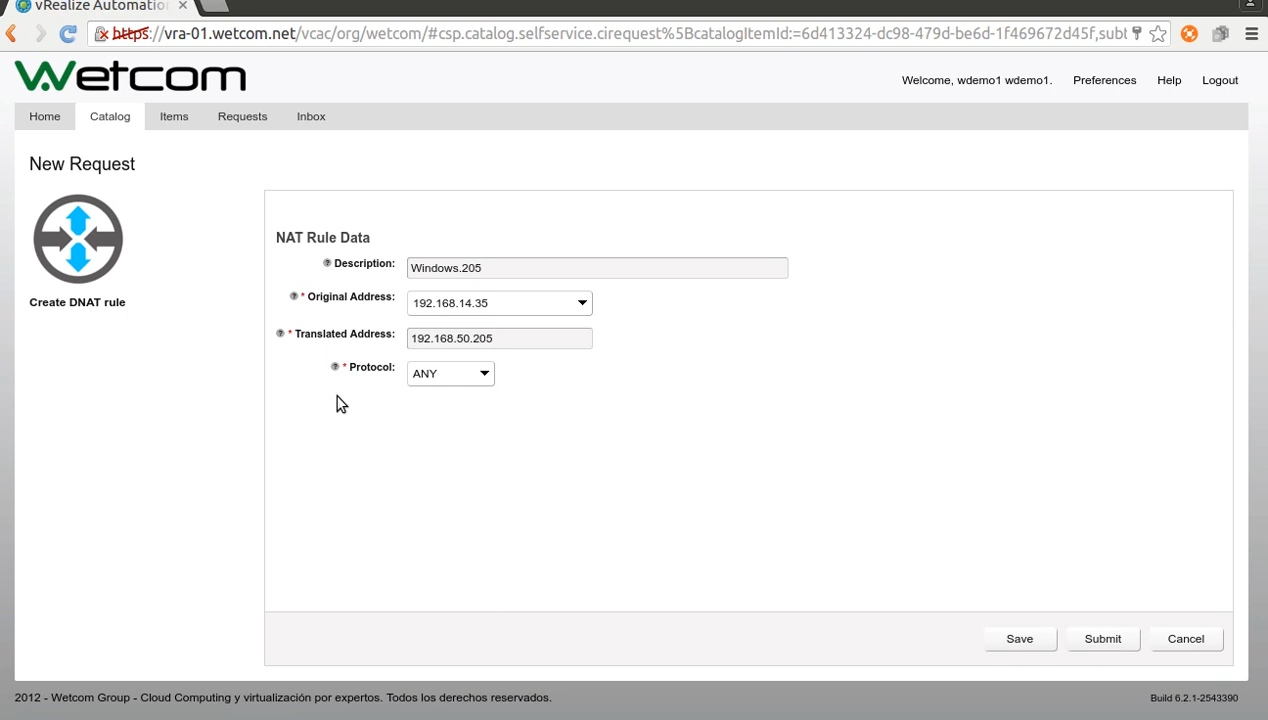 vRealize Automation
https://vra-01.wetcom.net/vcac/org/wetcom/#csp.catalog.selfservice.cirequest%5BcatalogItemId:=6d413324-dc98-479d-be6d-1f469672d45f,subt
Wetcom
Welcome, wdemo1 wdemo1. Preferences Help Logout
Home Catalog Items Requests Inbox
New Request
Create DNAT rule
NAT Rule Data
Description: Windows.205
* Original Address: 192.168.14.35
* Translated Address: 192.168.50.205
* Protocol: ANY
Save Submit Cancel
2012 - Wetcom Group - Cloud Computing y virtualización por expertos. Todos los derechos reservados. Build 6.2.1-2543390